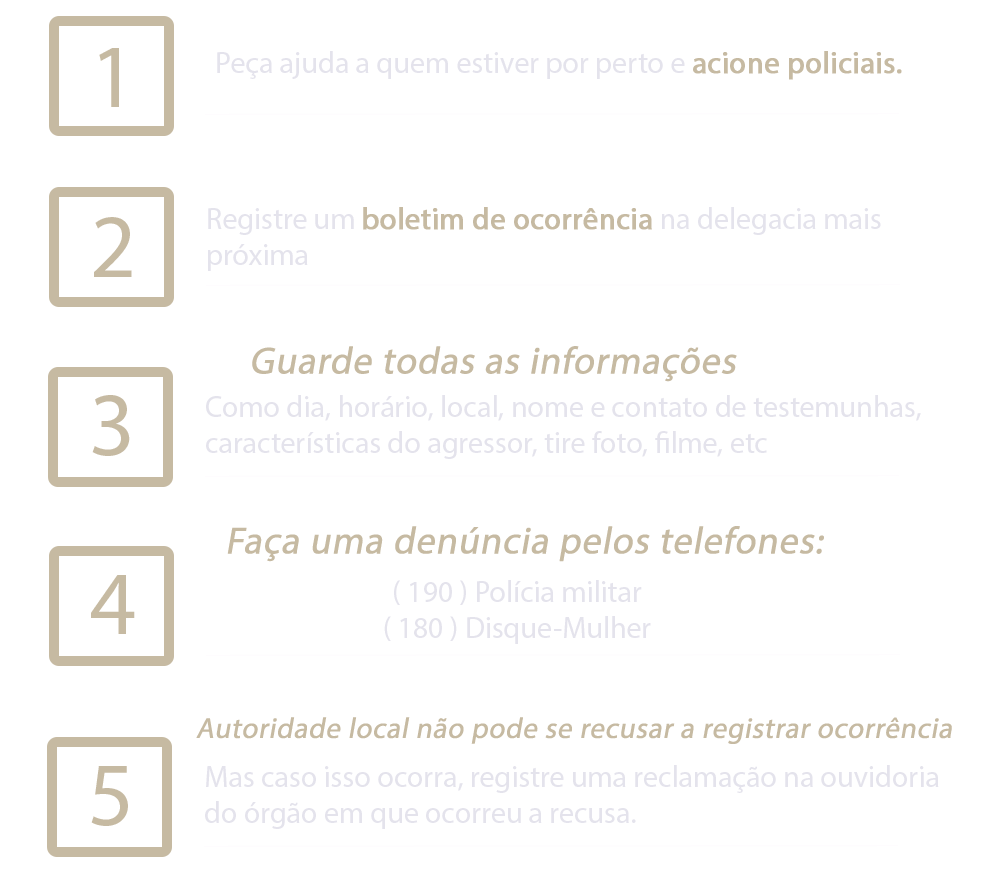 1
Peça ajuda a quem estiver por perto e acione policiais.
2
Registre um boletim de ocorrência na delegacia mais
próxima
3
Guarde todas as informações
Como dia, horário, local, nome e contato de testemunhas,
características do agressor, tire foto, filme, etc
4
Faça uma denúncia pelos telefones:
( 190 ) Polícia militar
( 180 ) Disque-Mulher
5
Autoridade local não pode se recusar a registrar ocorrência
Mas caso isso ocorra, registre uma reclamação na ouvidoria
do órgão em que ocorreu a recusa.